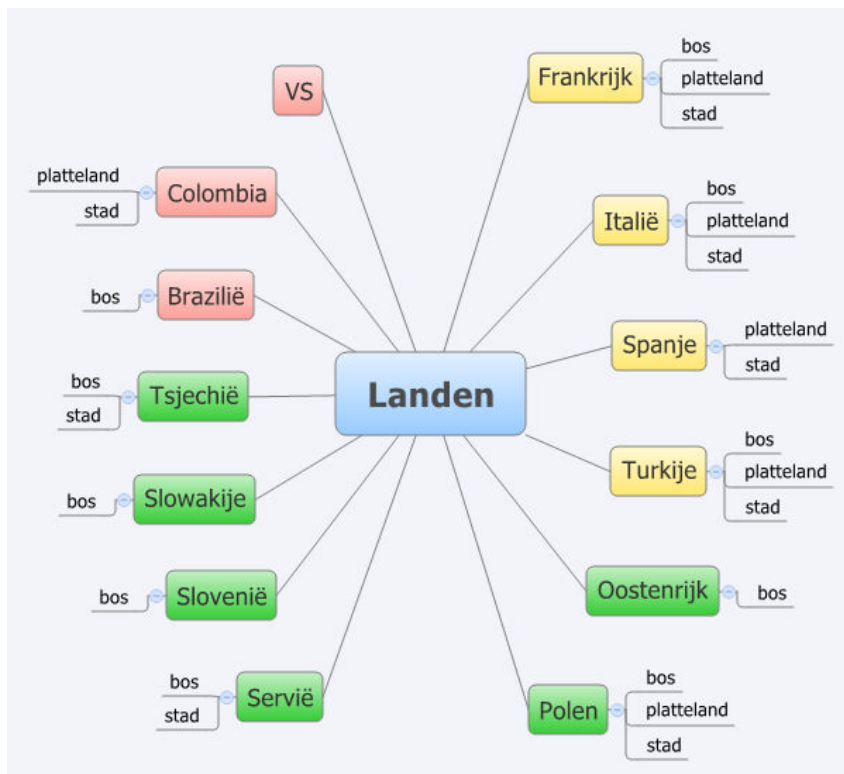 Landen
Frankrijk
bos
platteland
stad
Italië
bos
platteland
stad
Spanje
platteland
stad
Turkije
bos
platteland
stad
Oostenrijk
bos
Polen
bos
platteland
stad
VS
Colombia
platteland
stad
Brazilië
bos
Tsjechië
bos
stad
Slowakije
bos
Slovenië
bos
Servië
bos
stad